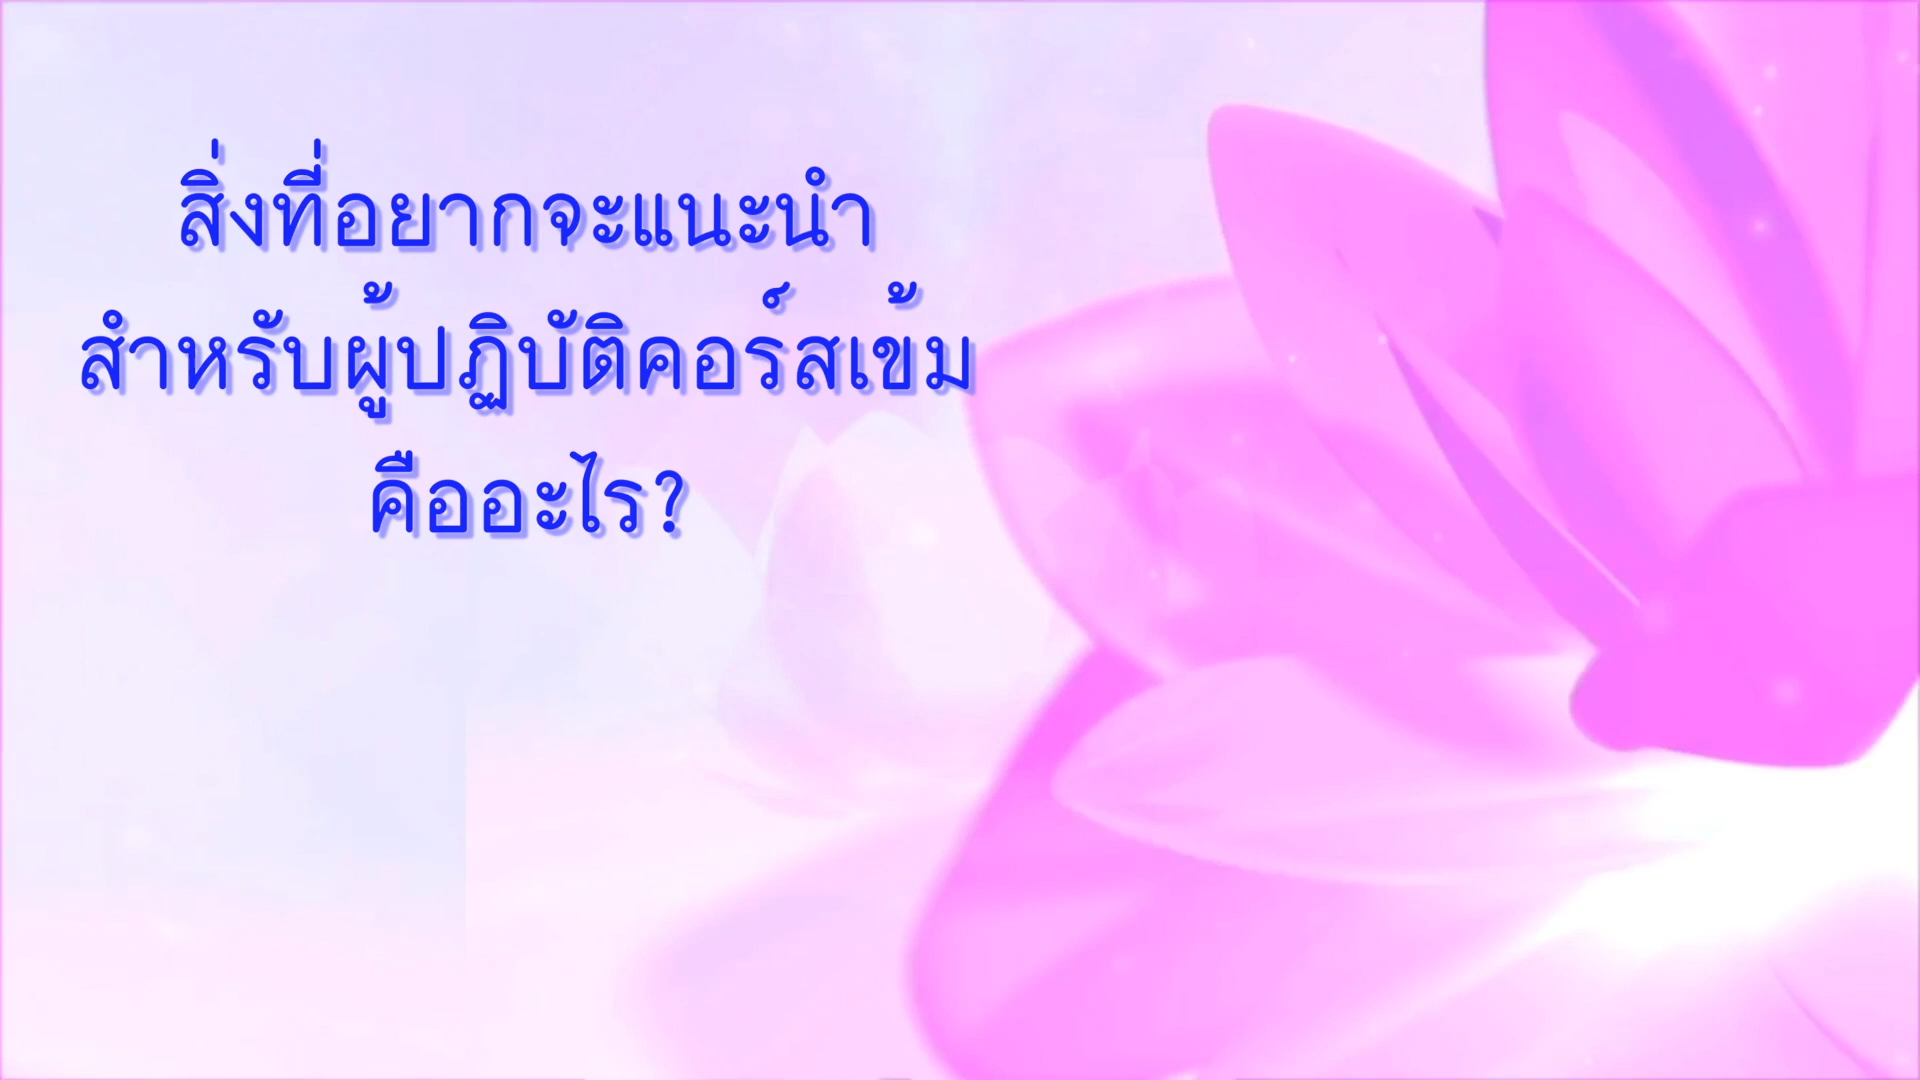 สิ่งที่อยากจะแนะนำ
สำหรับผู้ปฏิบัติคอร์สเข้ม
คืออะไร?